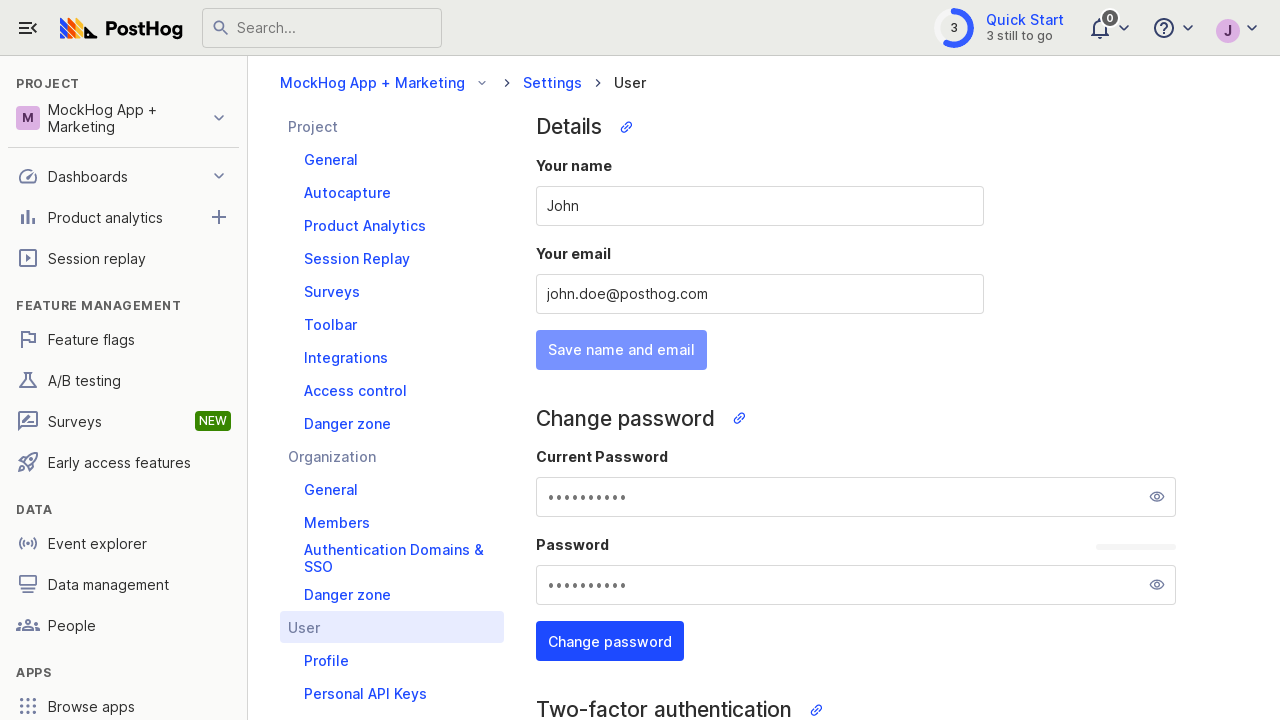 PostHog
Search...
3
Quick Start
3 still to go
0
J
PROJECT
M
MockHog App +
Marketing
Dashboards
Product analytics
Session replay
FEATURE MANAGEMENT
Feature flags
A/B testing
Surveys
NEW
Early access features
DATA
Event explorer
Data management
People
APPS
Browse apps
MockHog App + Marketing
Settings
User
Project
General
Autocapture
Product Analytics
Session Replay
Surveys
Toolbar
Integrations
Access control
Danger zone
Organization
General
Members
Authentication Domains &
SSO
Danger zone
User
Profile
Personal API Keys
Details
Your name
John
Your email
john.doe@posthog.com
Save name and email
Change password
Current Password
••••••••••
Password
••••••••••
Change password
Two-factor authentication